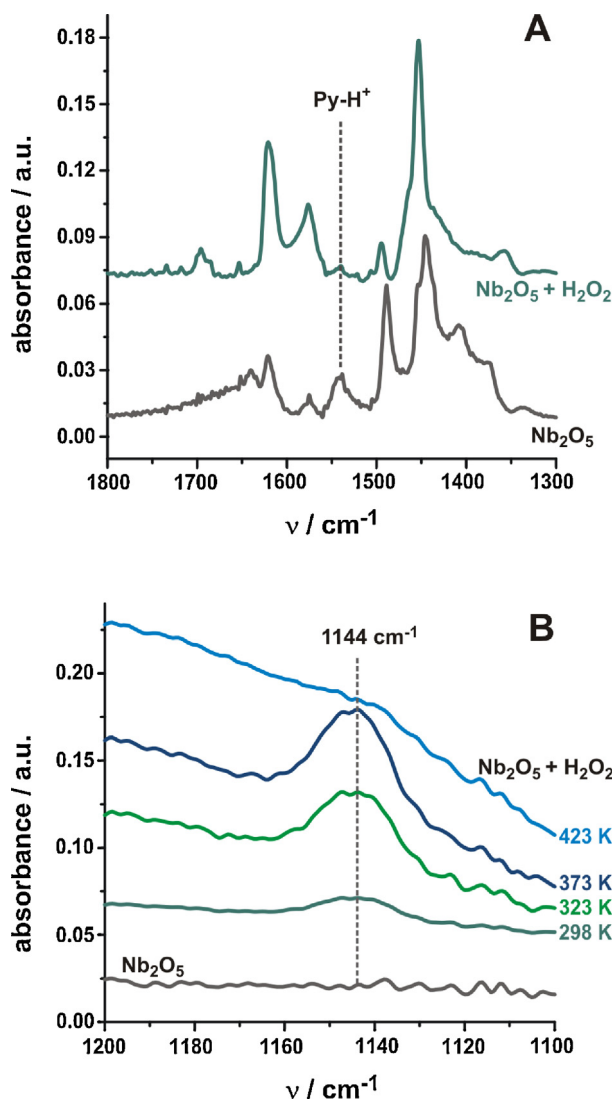 A
0.18
0.15
0.12
0.09
0.06
0.03
0.00
absorbance / a.u.
Py-H⁺
Nb₂O₅ + H₂O₂
Nb₂O₅
1800 1700 1600 1500 1400 1300
ν / cm⁻¹
B
1144 cm⁻¹
0.20
0.15
0.10
0.05
0.00
absorbance / a.u.
Nb₂O₅ + H₂O₂
423 K
373 K
323 K
298 K
Nb₂O₅
1200 1180 1160 1140 1120 1100
ν / cm⁻¹